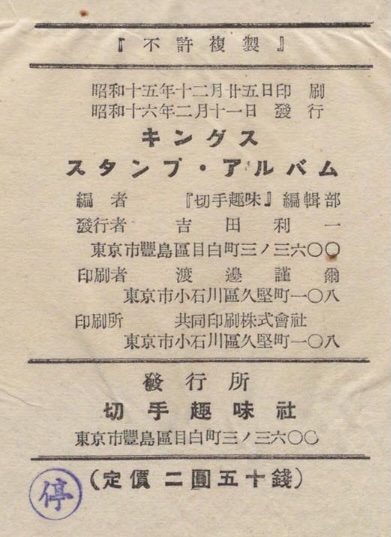 『不許複製』
昭和十五年十二月廿五日印刷
昭和十六年二月十一日發行
キングス
スタンプ・アルバム
編者 『切手趣味』編輯部
發行者 吉田利一
東京市豐島區目白町三ノ三六〇〇
印刷者 渡邊謹爾
東京市小石川區久堅町一〇八
印刷所 共同印刷株式會社
東京市小石川區久堅町一〇八
發行所
切手趣味社
東京市豐島區目白町三ノ三六〇〇
(定價二圓五十錢)
停